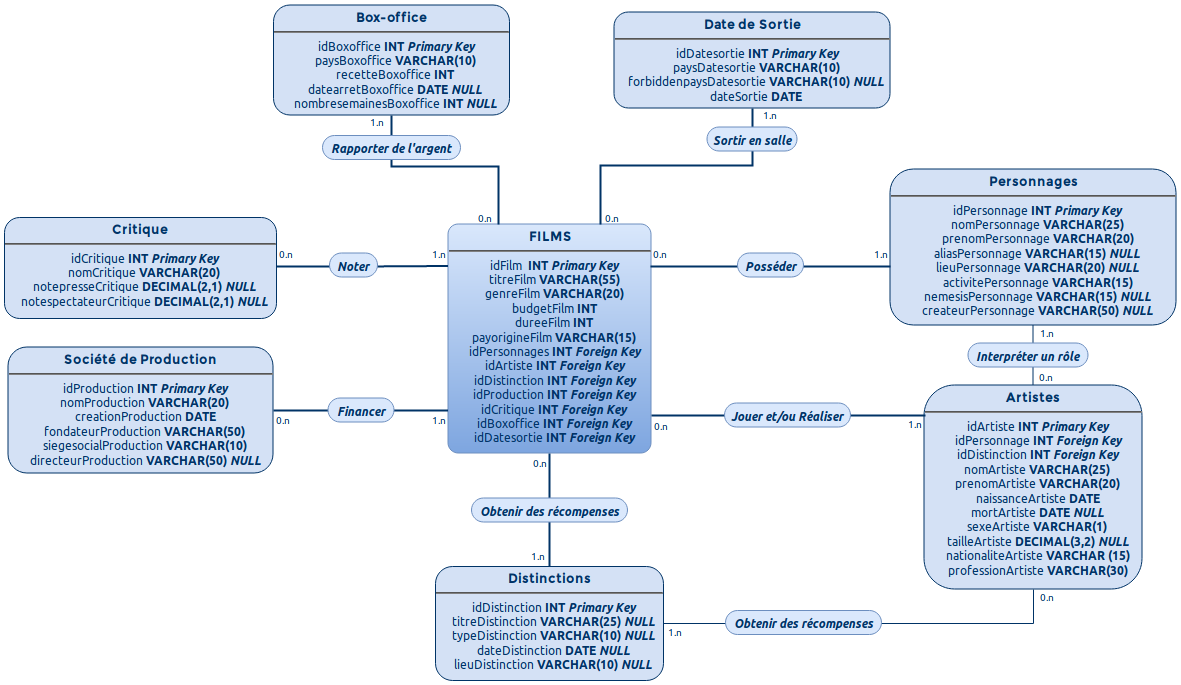 Box-office
idBoxoffice INT Primary Key
paysBoxoffice VARCHAR(10)
recetteBoxoffice INT
datearretBoxoffice DATE NULL
nombresemainesBoxoffice INT NULL
1.n
Rapporter de l'argent
0.n
Date de Sortie
idDatesortie INT Primary Key
paysDatesortie VARCHAR(10)
forbiddenpaysDatesortie VARCHAR(10) NULL
dateSortie DATE
1.n
Sortir en salle
0.n
Critique
idCritique INT Primary Key
nomCritique VARCHAR(20)
notepresseCritique DECIMAL(2,1) NULL
notespectateurCritique DECIMAL(2,1) NULL
0.n
Noter
1.n
FILMS
idFilm INT Primary Key
titreFilm VARCHAR(55)
genreFilm VARCHAR(20)
budgetFilm INT
dureeFilm INT
payorigineFilm VARCHAR(15)
idPersonnages INT Foreign Key
idArtiste INT Foreign Key
idDistinction INT Foreign Key
idProduction INT Foreign Key
idCritique INT Foreign Key
idBoxoffice INT Foreign Key
idDatesortie INT Foreign Key
0.n
Posséder
1.n
Personnages
idPersonnage INT Primary Key
nomPersonnage VARCHAR(25)
prenomPersonnage VARCHAR(20)
aliasPersonnage VARCHAR(15) NULL
lieuPersonnage VARCHAR(20) NULL
activitePersonnage VARCHAR(15)
nemesisPersonnage VARCHAR(15) NULL
createurPersonnage VARCHAR(50) NULL
1.n
Interpréter un rôle
0.n
Société de Production
idProduction INT Primary Key
nomProduction VARCHAR(20)
creationProduction DATE
fondateurProduction VARCHAR(50)
siegesocialProduction VARCHAR(10)
directeurProduction VARCHAR(50) NULL
0.n
Financer
1.n
0.n
Jouer et/ou Réaliser
1.n
Artistes
idArtiste INT Primary Key
idPersonnage INT Foreign Key
idDistinction INT Foreign Key
nomArtiste VARCHAR(25)
prenomArtiste VARCHAR(20)
naissanceArtiste DATE
mortArtiste DATE NULL
sexeArtiste VARCHAR(1)
tailleArtiste DECIMAL(3,2) NULL
nationaliteArtiste VARCHAR (15)
professionArtiste VARCHAR(30)
0.n
0.n
Obtenir des récompenses
1.n
Distinctions
idDistinction INT Primary Key
titreDistinction VARCHAR(25) NULL
typeDistinction VARCHAR(10) NULL
dateDistinction DATE NULL
lieuDistinction VARCHAR(10) NULL
1.n
Obtenir des récompenses